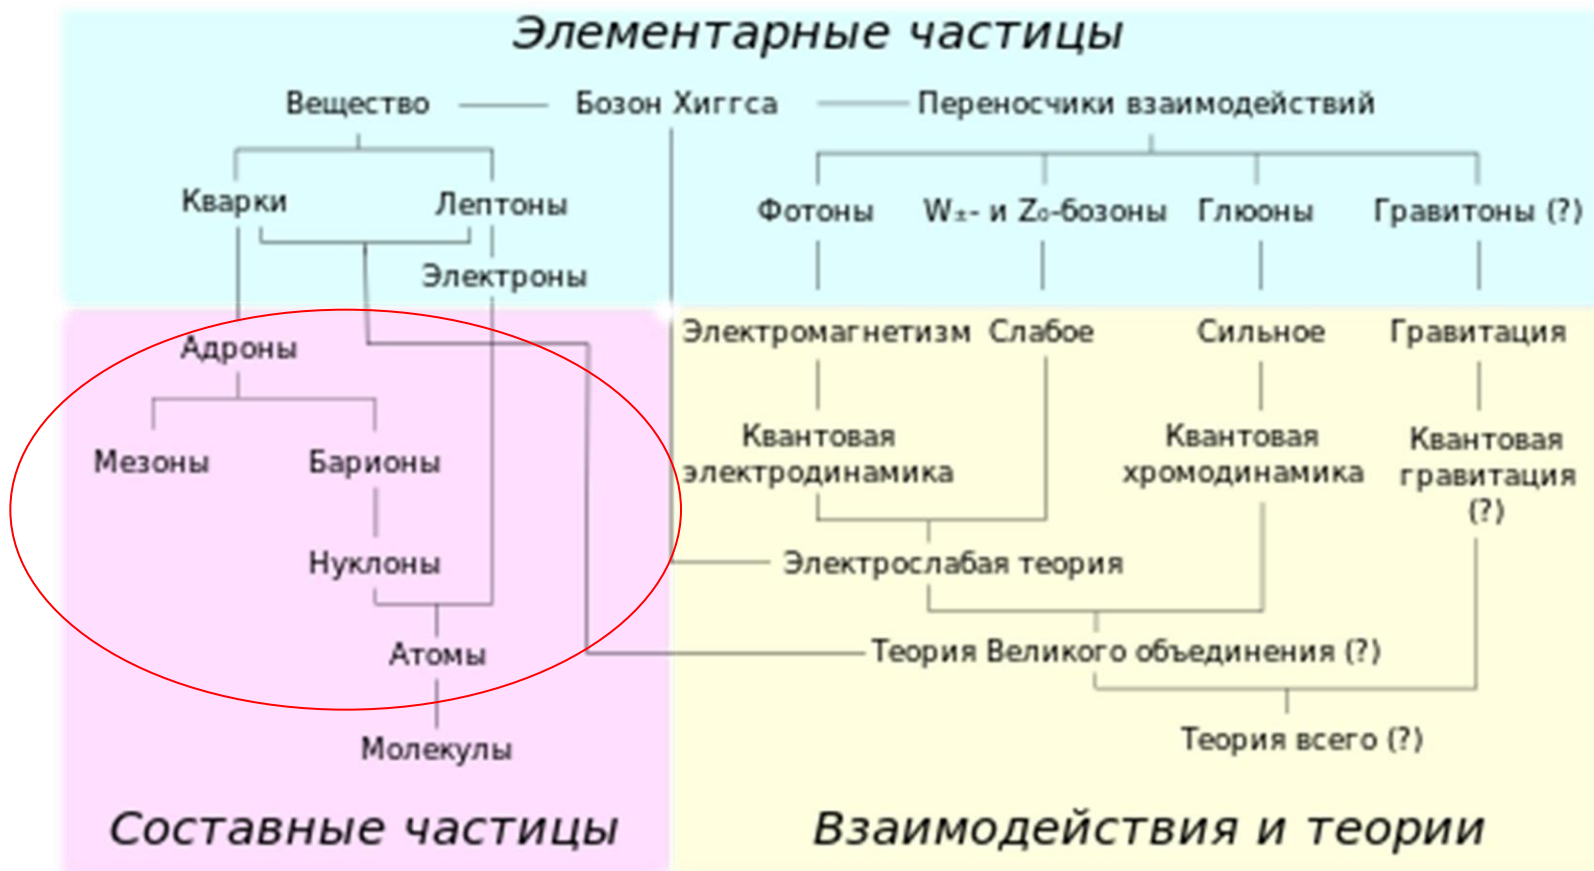 Элементарные частицы
Вещество Бозон Хиггса Переносчики взаимодействий
Кварки Лептоны Фотоны W±- и Z₀-бозоны Глюоны Гравитоны (?)
Электроны
Адроны Электромагнетизм Слабое Сильное Гравитация
Мезоны Барионы
Квантовая
электродинамика
Квантовая
хромодинамика
Квантовая
гравитация
(?)
Нуклоны Электрослабая теория
Атомы Теория Великого объединения (?)
Молекулы Теория всего (?)
Составные частицы Взаимодействия и теории